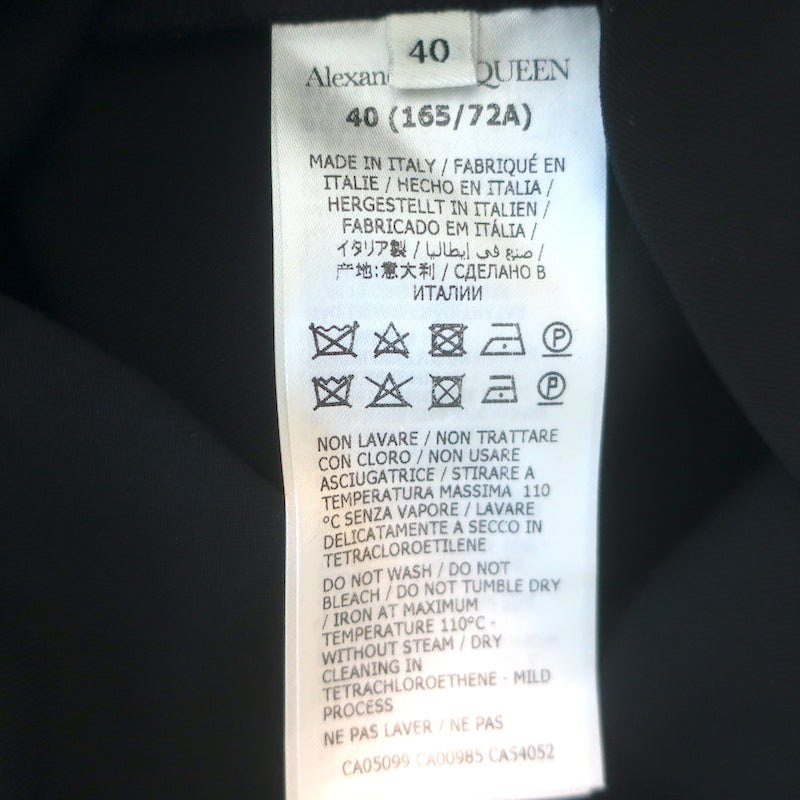 40
Alexan QUEEN
40 (165/72A)
MADE IN ITALY / FABRIQUÉ EN
ITALIE / HECHO EN ITALIA /
HERGESTELLT IN ITALIEN /
FABRICADO EM ITÁLIA /
イタリア製 / صنع في إيطاليا /
产地:意大利 / СДЕЛАНО В
ИТАЛИИ
P
P
NON LAVARE / NON TRATTARE
CON CLORO / NON USARE
ASCIUGATRICE / STIRARE A
TEMPERATURA MASSIMA 110
°C SENZA VAPORE / LAVARE
DELICATAMENTE A SECCO IN
TETRACLOROETILENE
DO NOT WASH / DO NOT
BLEACH / DO NOT TUMBLE DRY
/ IRON AT MAXIMUM
TEMPERATURE 110°C -
WITHOUT STEAM / DRY
CLEANING IN
TETRACHLOROETHENE - MILD
PROCESS
NE PAS LAVER / NE PAS
CA05099 CA00985 CA54052